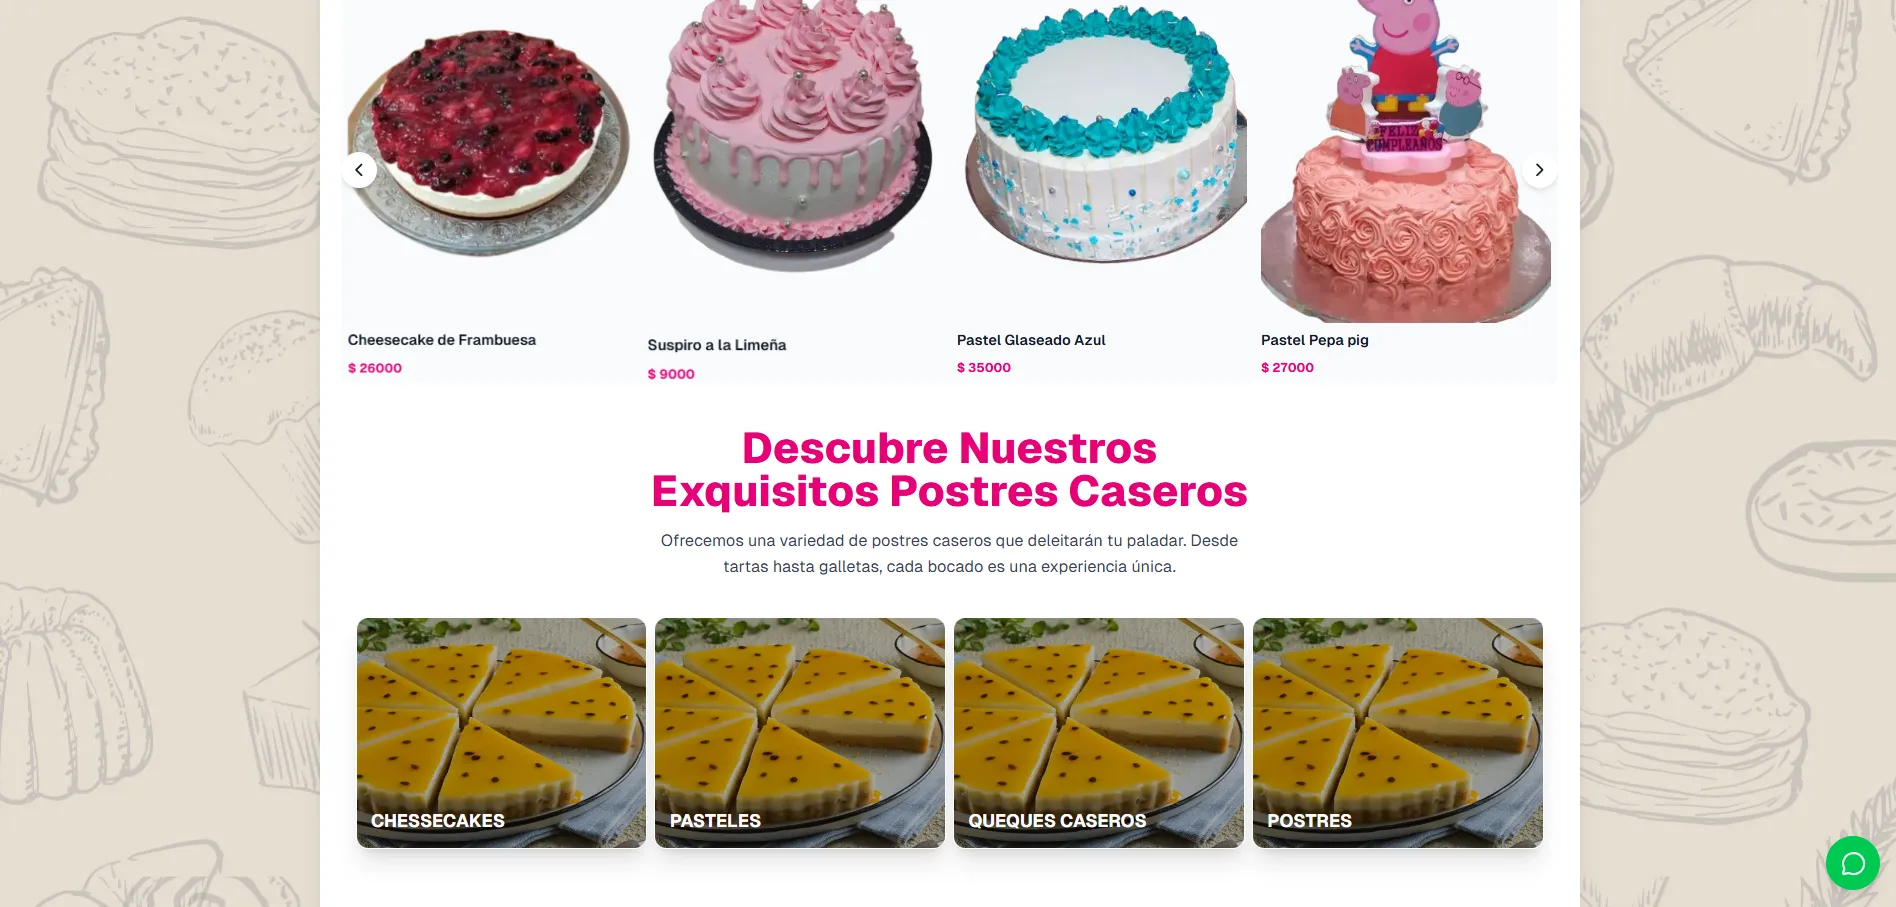 FELIZ
CUMPLEAÑOS
Cheesecake de Frambuesa
$ 26000
Suspiro a la Limeña
$ 9000
Pastel Glaseado Azul
$ 35000
Pastel Pepa pig
$ 27000
Descubre Nuestros
Exquisitos Postres Caseros
Ofrecemos una variedad de postres caseros que deleitarán tu paladar. Desde
tartas hasta galletas, cada bocado es una experiencia única.
CHESSECAKES
PASTELES
QUEQUES CASEROS
POSTRES